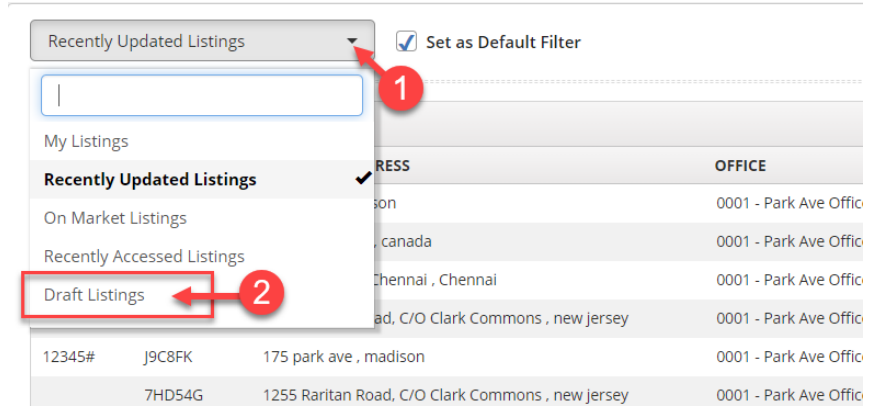 Recently Updated Listings
Set as Default Filter
1
My Listings
RESS
OFFICE
Recently Updated Listings
son
0001 - Park Ave Offic
On Market Listings
, canada
0001 - Park Ave Offic
Recently Accessed Listings
Chennai , Chennai
0001 - Park Ave Offic
Draft Listings
2
ad, C/O Clark Commons , new jersey
0001 - Park Ave Offic
12345#
J9C8FK
175 park ave , madison
0001 - Park Ave Offic
7HD54G
1255 Raritan Road, C/O Clark Commons , new jersey
0001 - Park Ave Offic